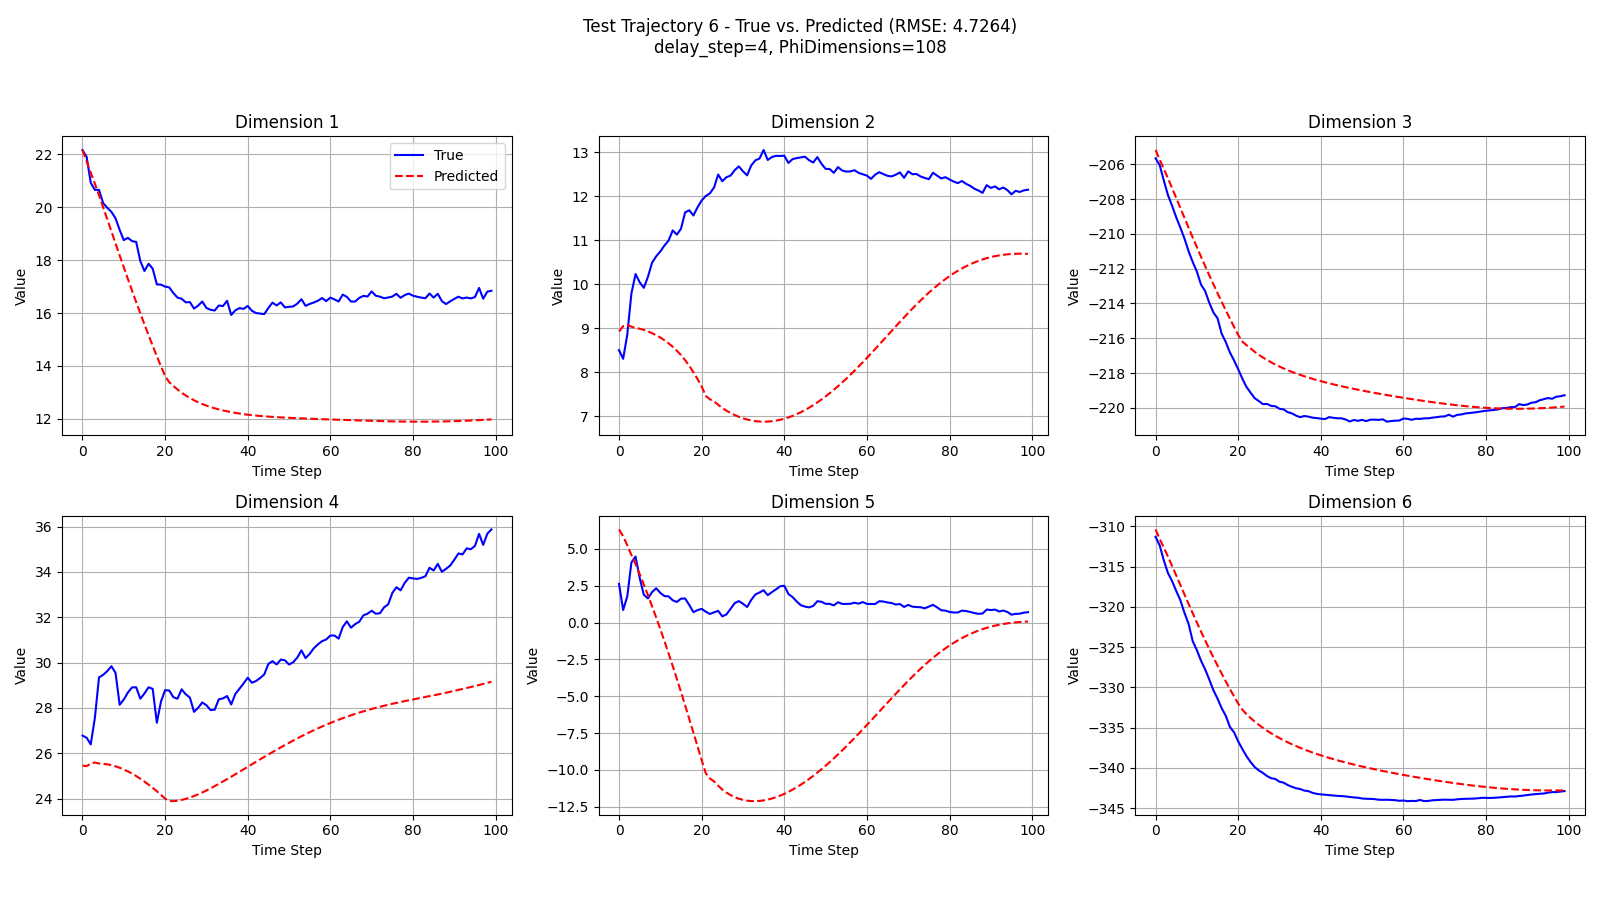 Test Trajectory 6 - True vs. Predicted (RMSE: 4.7264)
delay_step=4, PhiDimensions=108
Dimension 1
Value
22
20
18
16
14
12
0 20 40 60 80 100
Time Step
True
Predicted
Dimension 2
Value
13
12
11
10
9
8
7
0 20 40 60 80 100
Time Step
Dimension 3
Value
−206
−208
−210
−212
−214
−216
−218
−220
0 20 40 60 80 100
Time Step
Dimension 4
Value
36
34
32
30
28
26
24
0 20 40 60 80 100
Time Step
Dimension 5
Value
5.0
2.5
0.0
−2.5
−5.0
−7.5
−10.0
−12.5
0 20 40 60 80 100
Time Step
Dimension 6
Value
−310
−315
−320
−325
−330
−335
−340
−345
0 20 40 60 80 100
Time Step